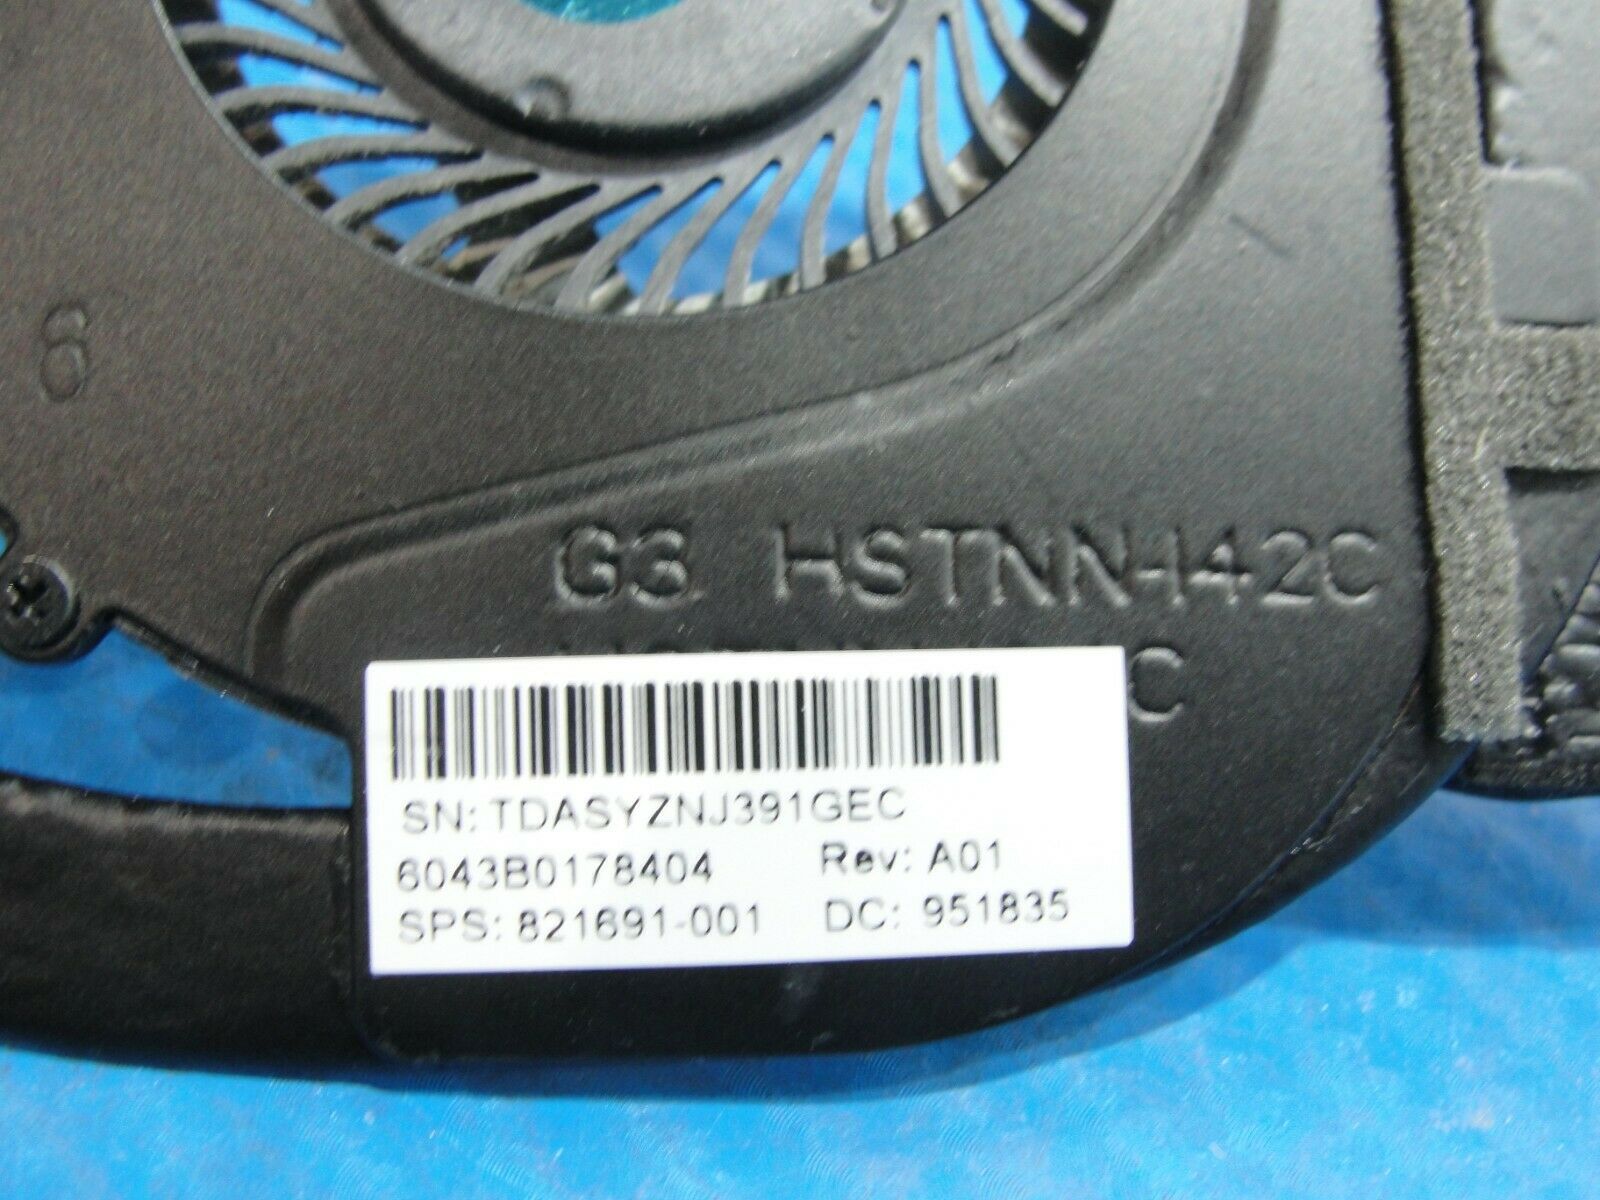 6
G3 HSTNN-I42C
SN: TDASYZNJ391GEC
6043B0178404 Rev: A01
SPS: 821691-001 DC: 951835